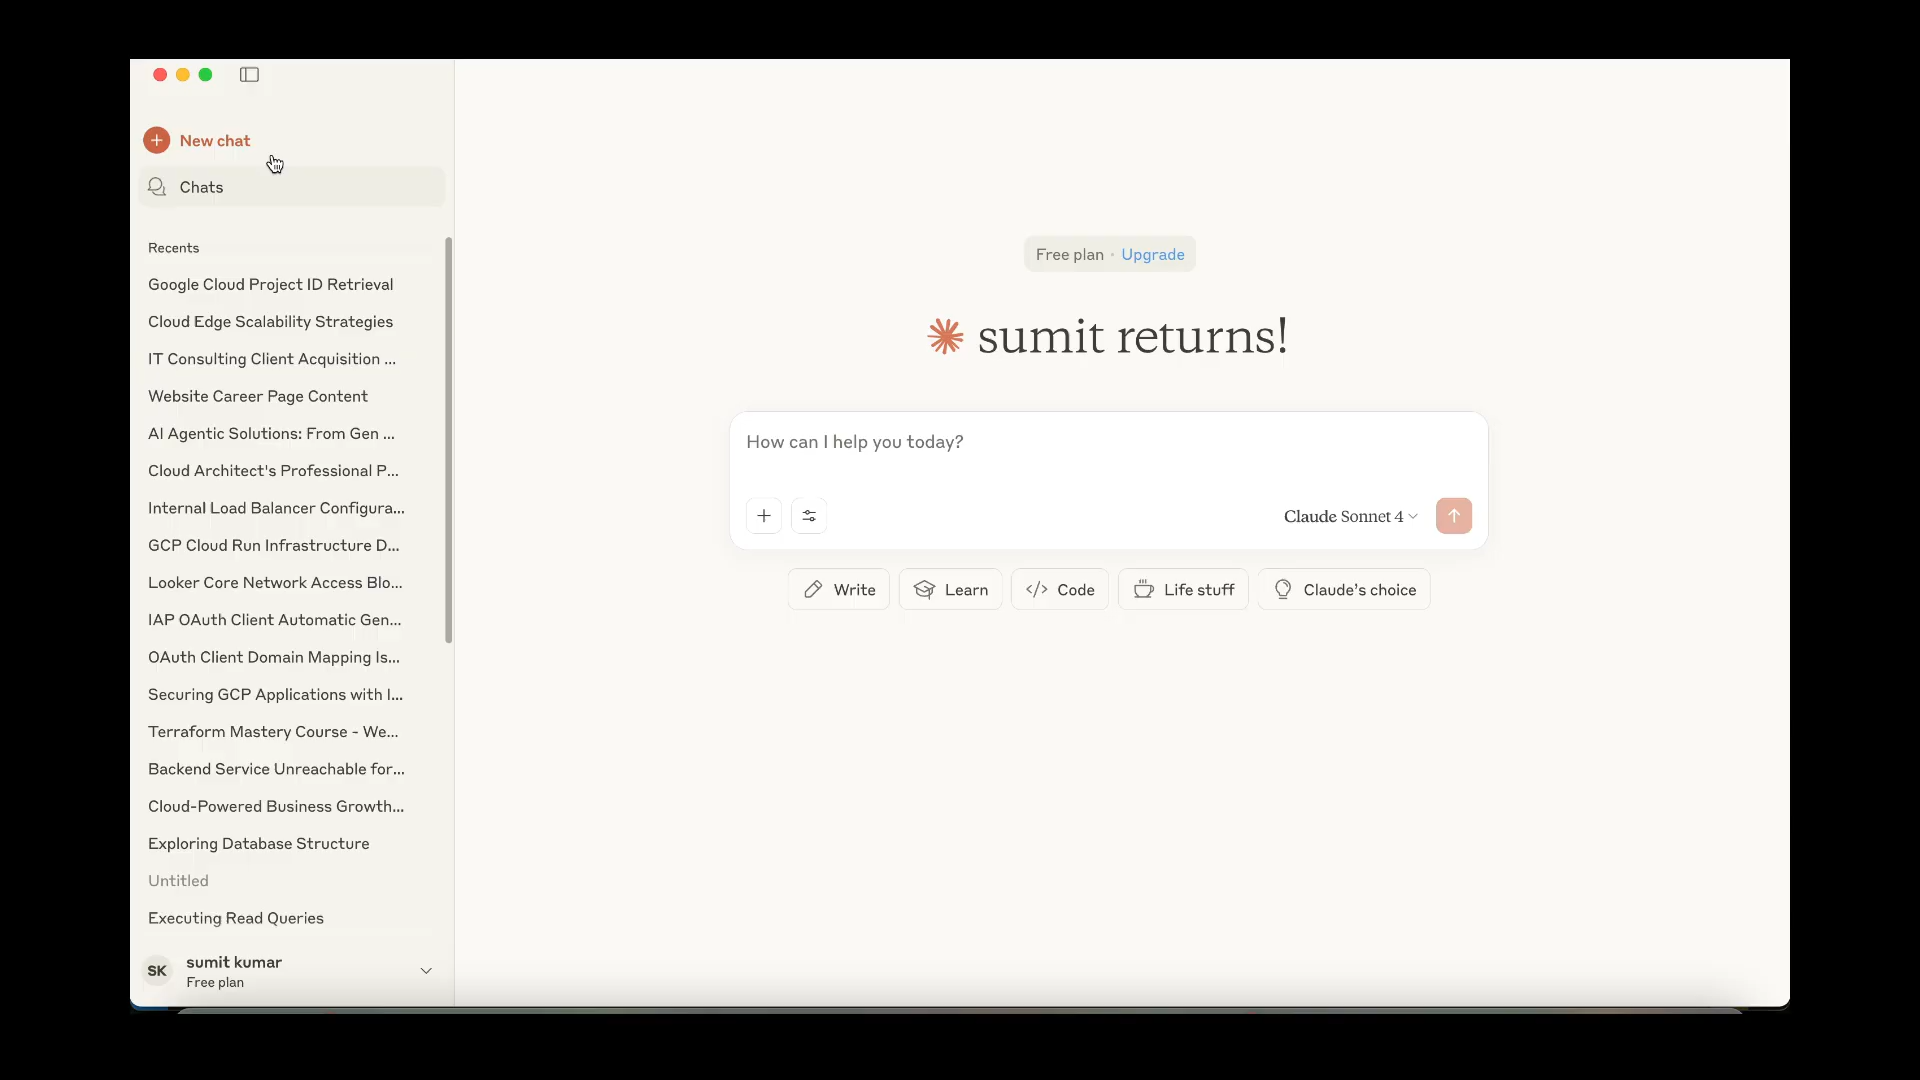 New chat
Chats
Recents
Google Cloud Project ID Retrieval
Cloud Edge Scalability Strategies
IT Consulting Client Acquisition ...
Website Career Page Content
AI Agentic Solutions: From Gen ...
Cloud Architect's Professional P...
Internal Load Balancer Configura...
GCP Cloud Run Infrastructure D...
Looker Core Network Access Blo...
IAP OAuth Client Automatic Gen...
OAuth Client Domain Mapping Is...
Securing GCP Applications with I...
Terraform Mastery Course - We...
Backend Service Unreachable for...
Cloud-Powered Business Growth...
Exploring Database Structure
Untitled
Executing Read Queries
SK
sumit kumar
Free plan
Free plan · Upgrade
sumit returns!
How can I help you today?
Claude Sonnet 4
Write
Learn
</> Code
Life stuff
Claude’s choice